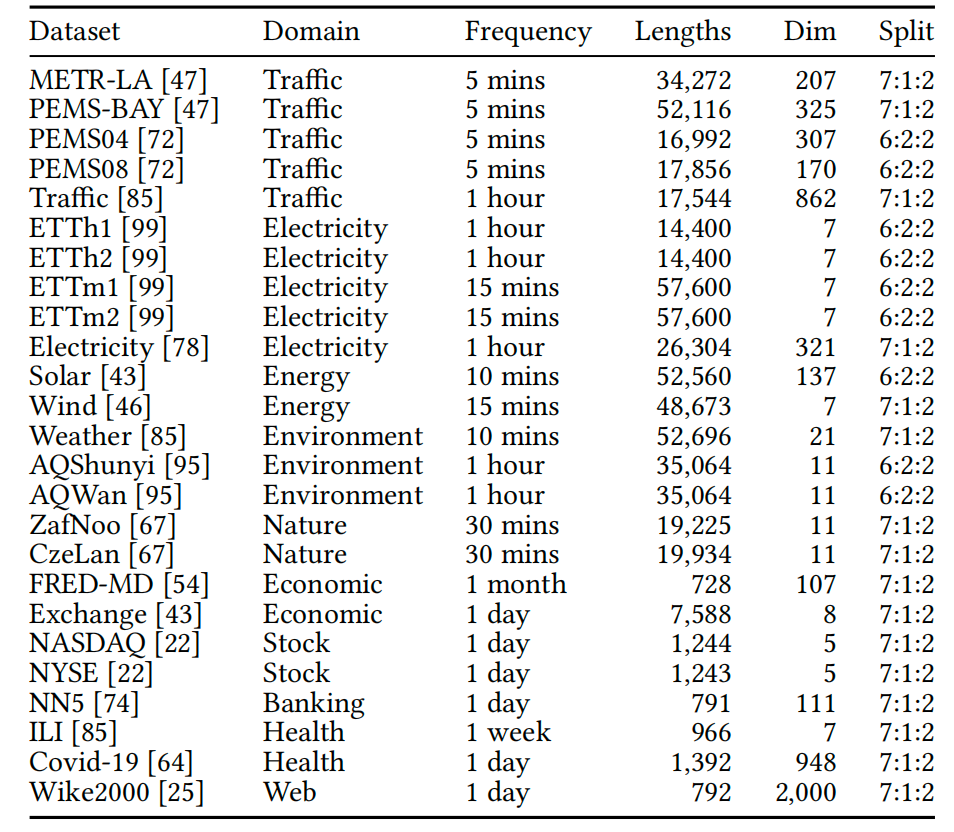 Dataset Domain Frequency Lengths Dim Split
METR-LA [47] Traffic 5 mins 34,272 207 7:1:2
PEMS-BAY [47] Traffic 5 mins 52,116 325 7:1:2
PEMS04 [72] Traffic 5 mins 16,992 307 6:2:2
PEMS08 [72] Traffic 5 mins 17,856 170 6:2:2
Traffic [85] Traffic 1 hour 17,544 862 7:1:2
ETTh1 [99] Electricity 1 hour 14,400 7 6:2:2
ETTh2 [99] Electricity 1 hour 14,400 7 6:2:2
ETTm1 [99] Electricity 15 mins 57,600 7 6:2:2
ETTm2 [99] Electricity 15 mins 57,600 7 6:2:2
Electricity [78] Electricity 1 hour 26,304 321 7:1:2
Solar [43] Energy 10 mins 52,560 137 6:2:2
Wind [46] Energy 15 mins 48,673 7 7:1:2
Weather [85] Environment 10 mins 52,696 21 7:1:2
AQShunyi [95] Environment 1 hour 35,064 11 6:2:2
AQWan [95] Environment 1 hour 35,064 11 6:2:2
ZafNoo [67] Nature 30 mins 19,225 11 7:1:2
CzeLan [67] Nature 30 mins 19,934 11 7:1:2
FRED-MD [54] Economic 1 month 728 107 7:1:2
Exchange [43] Economic 1 day 7,588 8 7:1:2
NASDAQ [22] Stock 1 day 1,244 5 7:1:2
NYSE [22] Stock 1 day 1,243 5 7:1:2
NN5 [74] Banking 1 day 791 111 7:1:2
ILI [85] Health 1 week 966 7 7:1:2
Covid-19 [64] Health 1 day 1,392 948 7:1:2
Wike2000 [25] Web 1 day 792 2,000 7:1:2